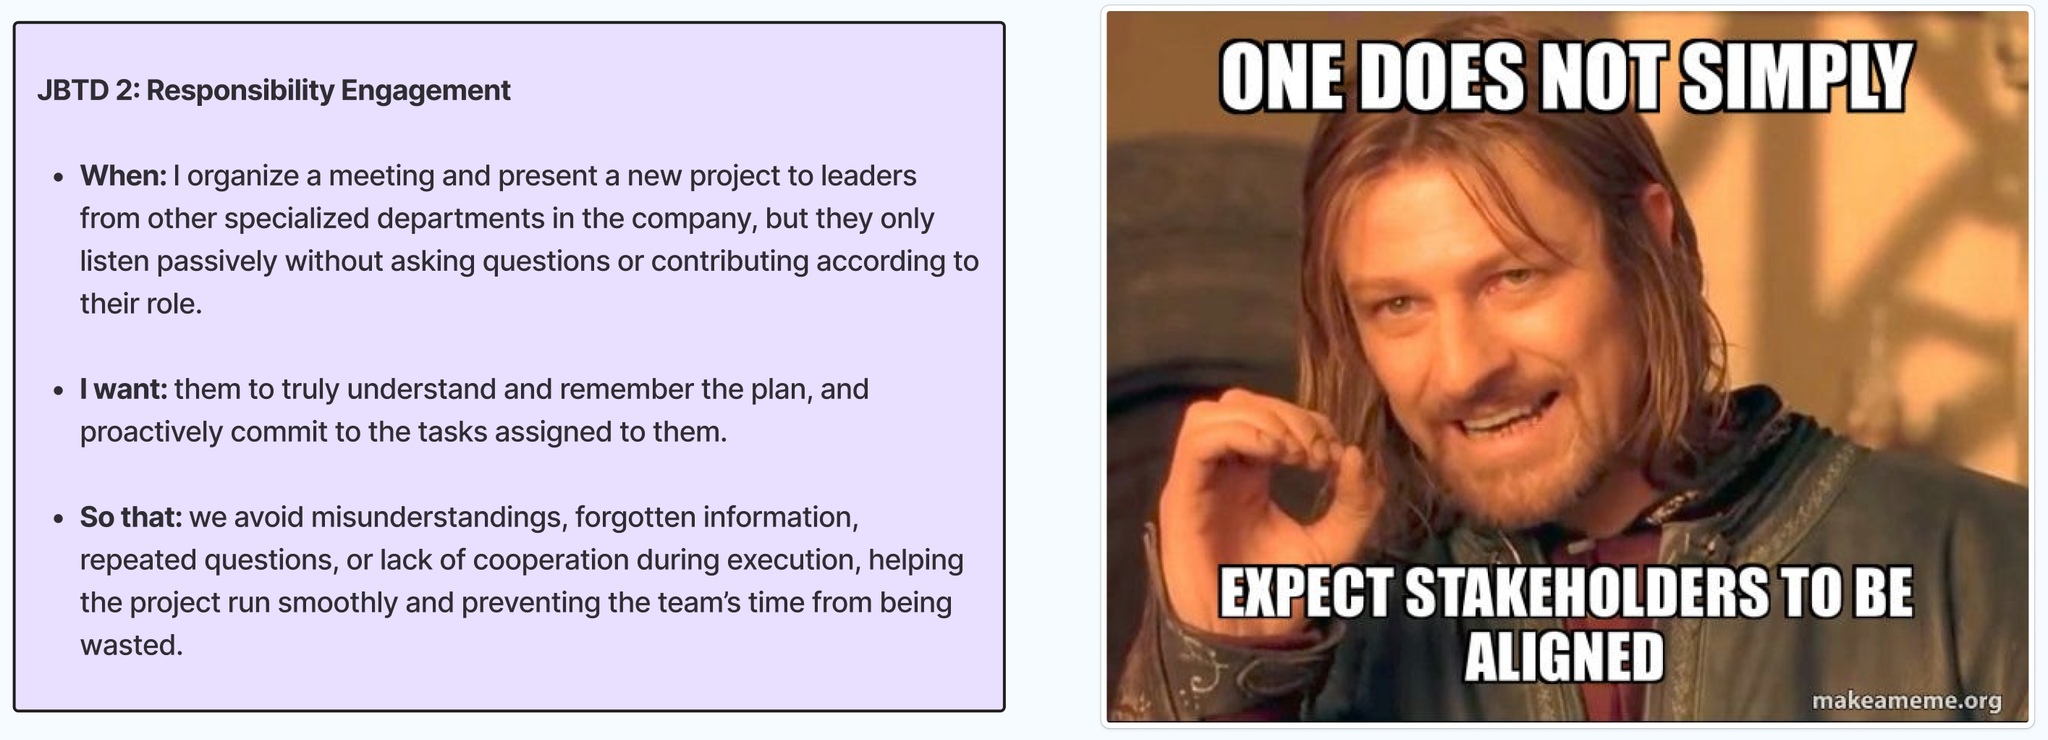 JBTD 2: Responsibility Engagement
• When: I organize a meeting and present a new project to leaders
from other specialized departments in the company, but they only
listen passively without asking questions or contributing according to
their role.
• I want: them to truly understand and remember the plan, and
proactively commit to the tasks assigned to them.
• So that: we avoid misunderstandings, forgotten information,
repeated questions, or lack of cooperation during execution, helping
the project run smoothly and preventing the team’s time from being
wasted.
ONE DOES NOT SIMPLY
EXPECT STAKEHOLDERS TO BE
ALIGNED
makeameme.org